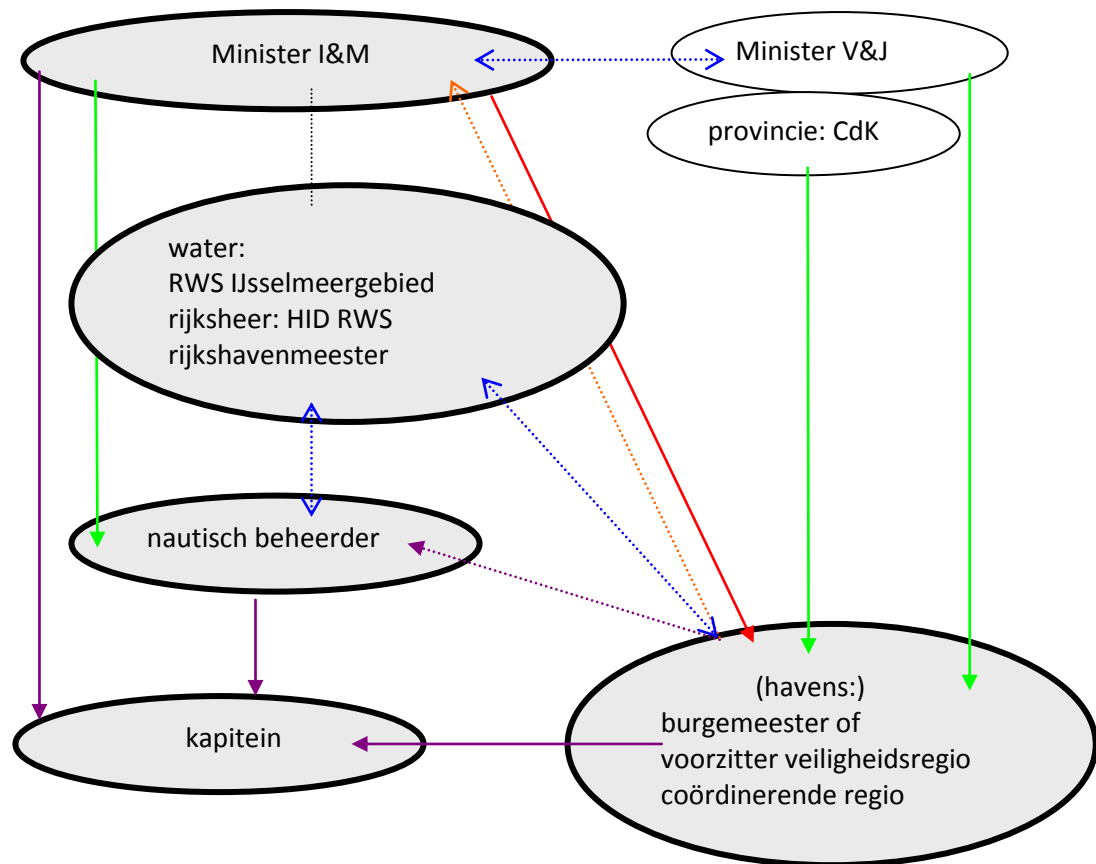 Minister I&M
Minister V&J
provincie: CdK
water:
RWS IJsselmeergebied
rijksheer: HID RWS
rijkshavenmeester
nautisch beheerder
(havens:)
burgemeester of
voorzitter veiligheidsregio
coördinerende regio
kapitein